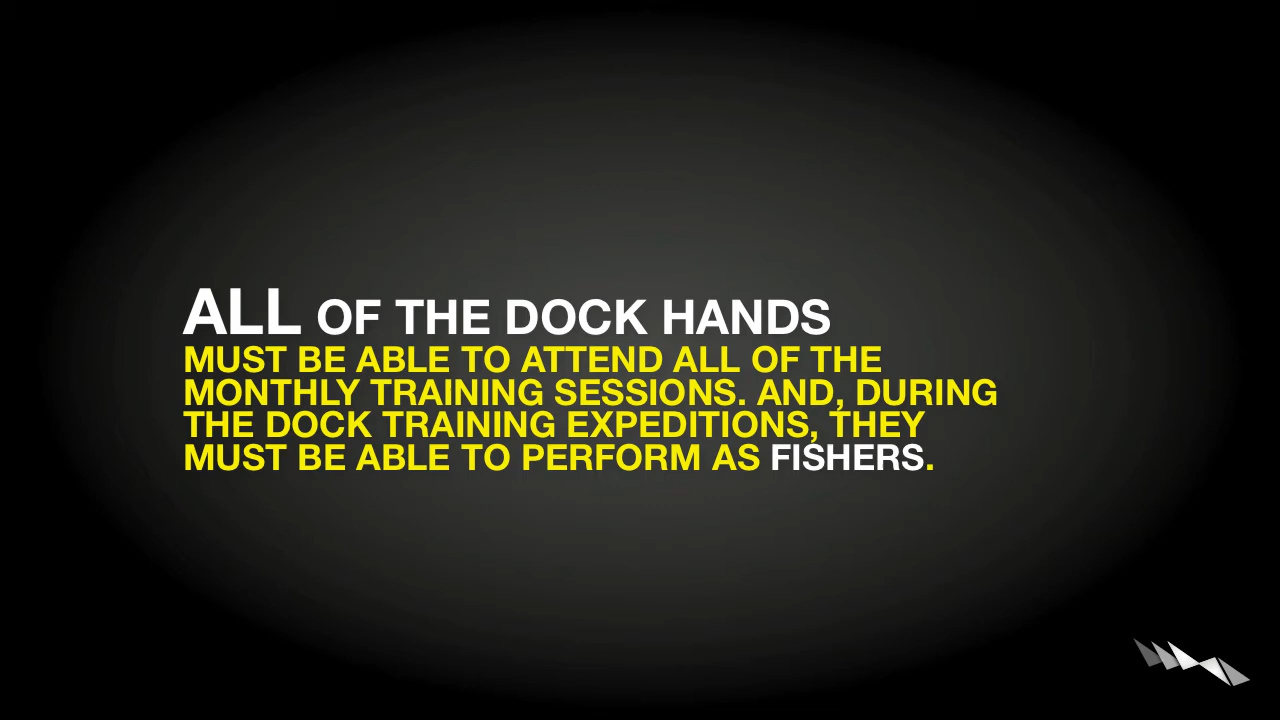 ALL OF THE DOCK HANDS
MUST BE ABLE TO ATTEND ALL OF THE
MONTHLY TRAINING SESSIONS. AND, DURING
THE DOCK TRAINING EXPEDITIONS, THEY
MUST BE ABLE TO PERFORM AS FISHERS.